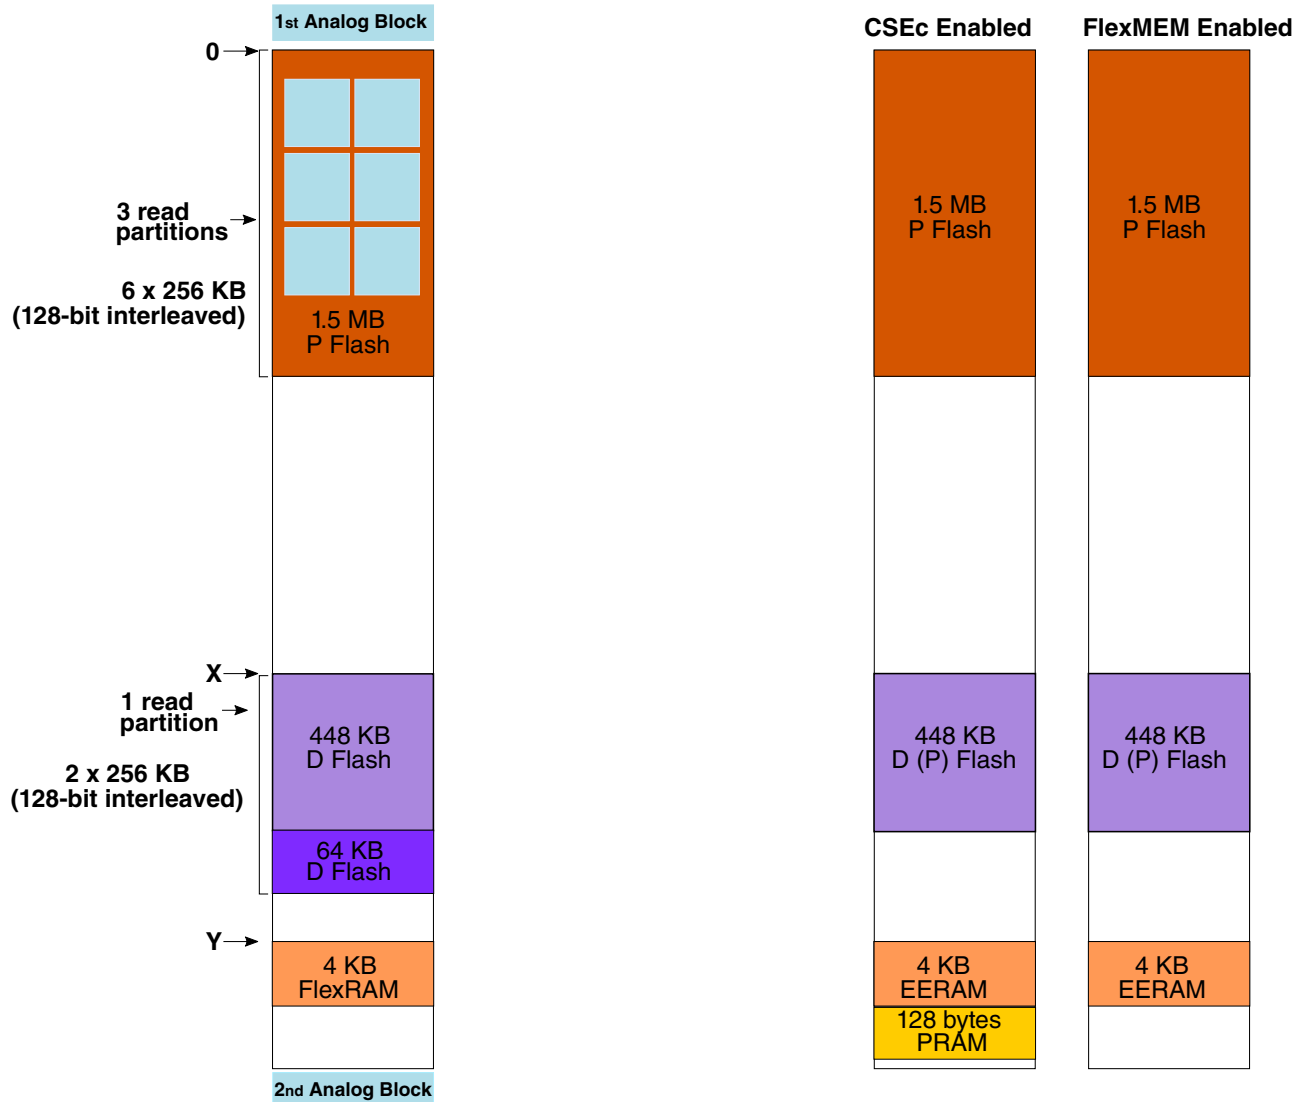 1st Analog Block
CSEc Enabled
FlexMEM Enabled
0
3 read
partitions
6 x 256 KB
(128-bit interleaved)
1.5 MB
P Flash
1.5 MB
P Flash
1.5 MB
P Flash
X
1 read
partition
2 x 256 KB
(128-bit interleaved)
448 KB
D Flash
64 KB
D Flash
448 KB
D (P) Flash
448 KB
D (P) Flash
Y
4 KB
FlexRAM
4 KB
EERAM
128 bytes
PRAM
4 KB
EERAM
2nd Analog Block